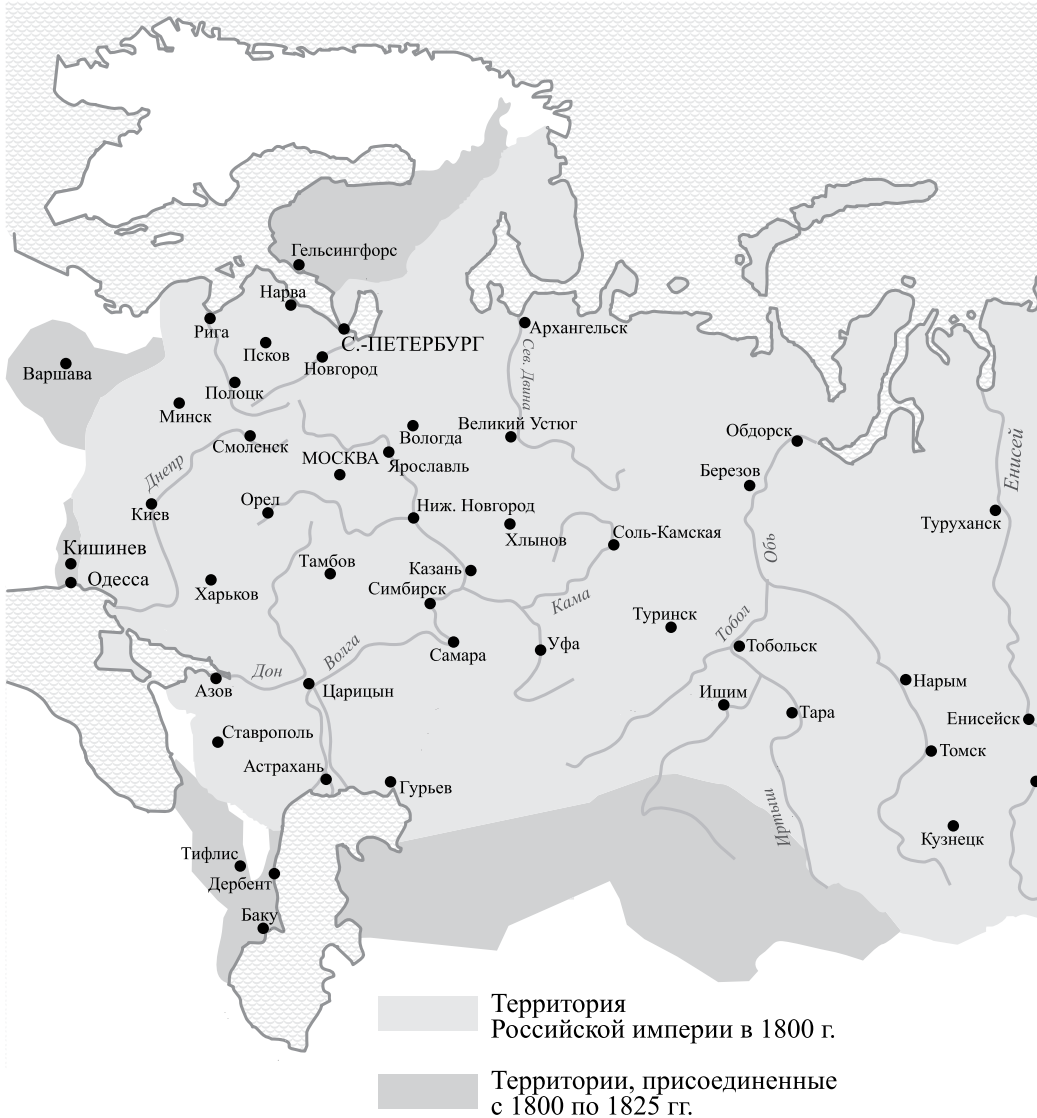 Гельсингфорс
Нарва
Рига
Архангельск
С.-ПЕТЕРБУРГ
Псков
Новгород
Варшава
Сев. Двина
Полоцк
Минск
Великий Устюг
Вологда
Обдорск
Смоленск
МОСКВА
Ярославль
Днепр
Березов
Енисей
Орел
Ниж. Новгород
Киев
Туруханск
Хлынов
Соль-Камская
Кишинев
Обь
Тамбов
Казань
Одесса
Харьков
Симбирск
Кама
Туринск
Тобол
Волга
Самара
Уфа
Тобольск
Дон
Азов
Царицын
Нарым
Ишим
Тара
Енисейск
Ставрополь
Томск
Астрахань
Гурьев
Иртыш
Кузнецк
Тифлис
Дербент
Баку
Территория
Российской империи в 1800 г.
Территории, присоединенные
с 1800 по 1825 гг.